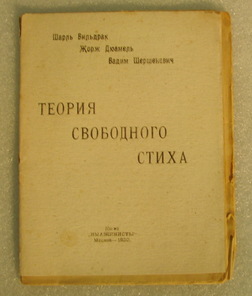 Шарль Вильдрак
Жорж Дюамель
Вадим Шершеневич
ТЕОРИЯ
СВОБОДНОГО
СТИХА
„ИМАЖИНИСТЫ“
Москва — 1920